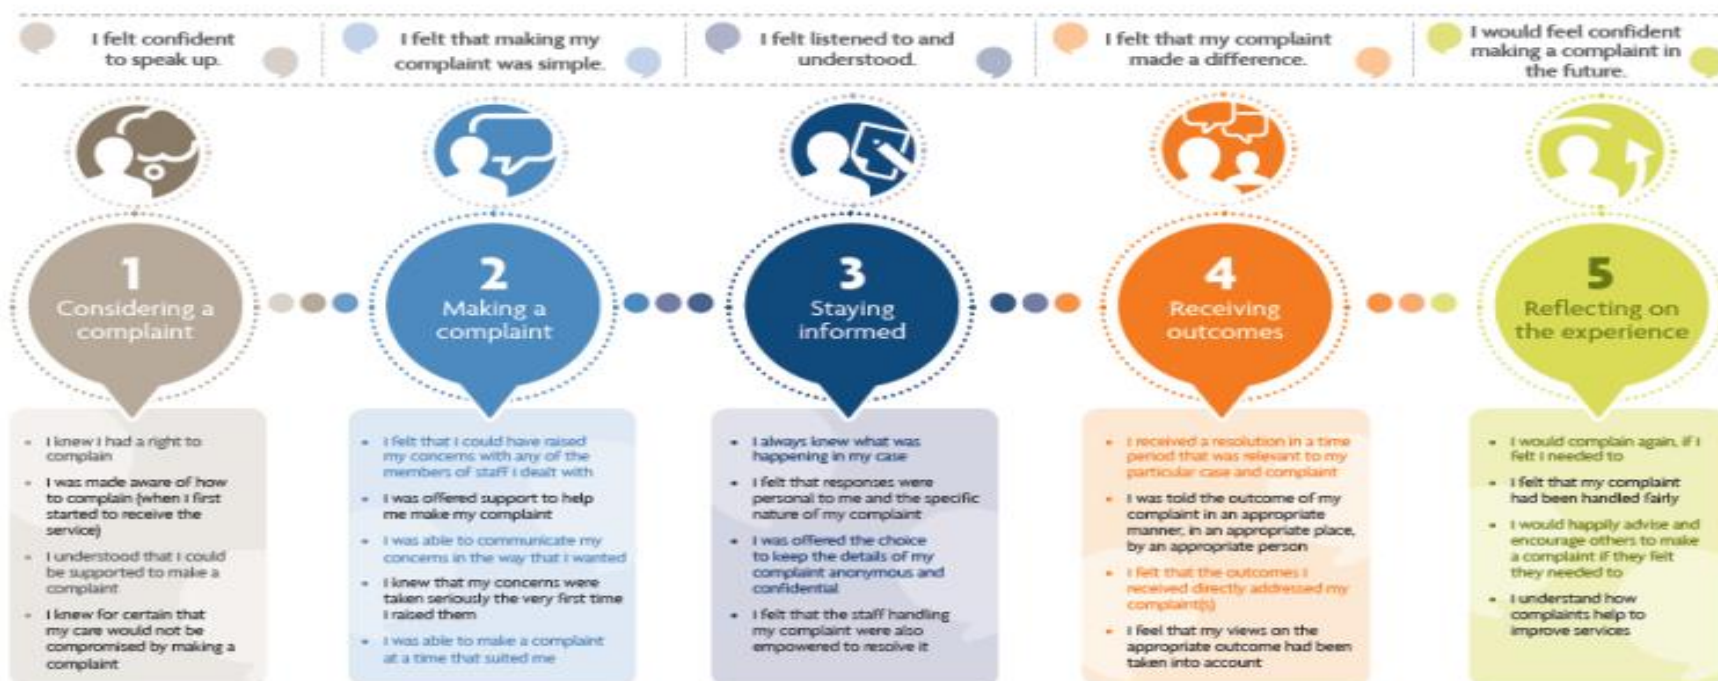 I felt confident
to speak up.
I felt that making my
complaint was simple.
I felt listened to and
understood.
I felt that my complaint
made a difference.
I would feel confident
making a complaint in
the future.
1
Considering a
complaint
2
Making a
complaint
3
Staying
informed
4
Receiving
outcomes
5
Reflecting on
the experience
• I knew I had a right to
complain
• I was made aware of how
to complain (when I first
started to receive the
service)
• I understood that I could
be supported to make a
complaint
• I knew for certain that
my care would not be
compromised by making a
complaint
• I felt that I could have raised
my concerns with any of the
members of staff I dealt with
• I was offered support to help
me make my complaint
• I was able to communicate my
concerns in the way that I wanted
• I knew that my concerns were
taken seriously the very first time
I raised them
• I was able to make a complaint
at a time that suited me
• I always knew what was
happening in my case
• I felt that responses were
personal to me and the specific
nature of my complaint
• I was offered the choice
to keep the details of my
complaint anonymous and
confidential
• I felt that the staff handling
my complaint were also
empowered to resolve it
• I received a resolution in a time
period that was relevant to my
particular case and complaint
• I was told the outcome of my
complaint in an appropriate
manner, in an appropriate place,
by an appropriate person
• I felt that the outcomes I
received directly addressed my
complaint(s)
• I feel that my views on the
appropriate outcome had been
taken into account
• I would complain again, if I
felt I needed to
• I felt that my complaint
had been handled fairly
• I would happily advise and
encourage others to make
a complaint if they felt
they needed to
• I understand how
complaints help to
improve services